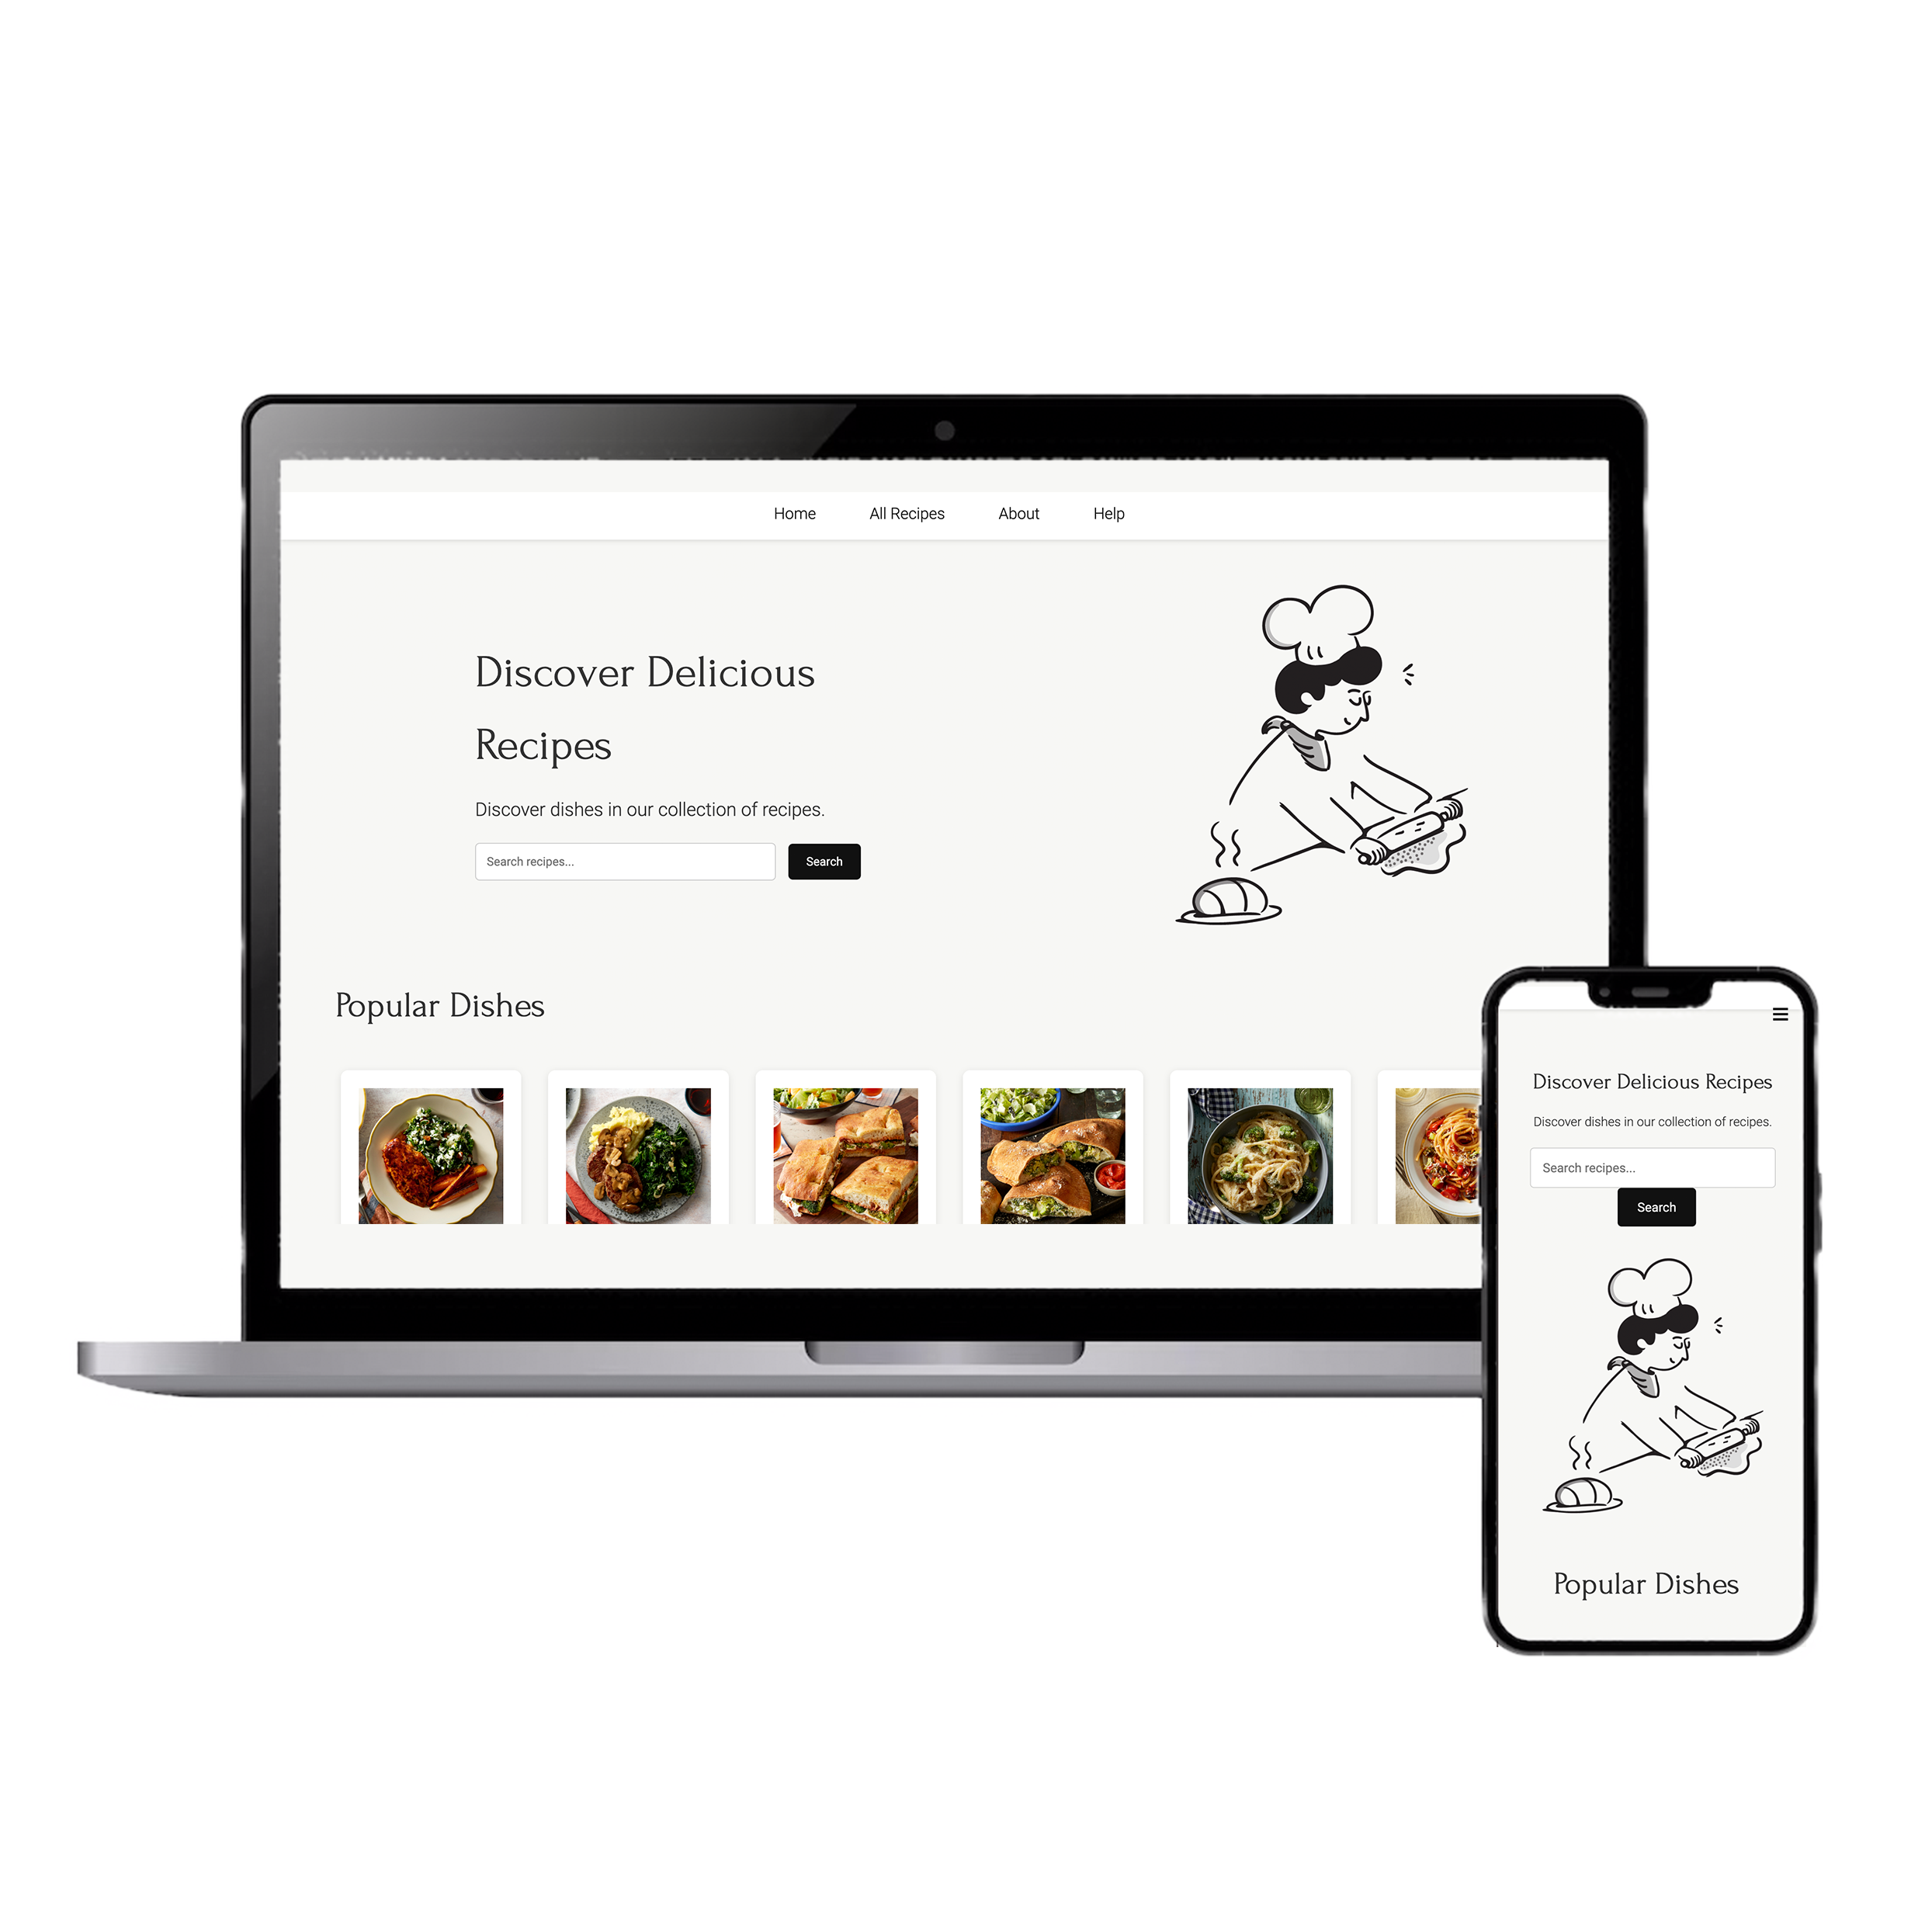 Home All Recipes About Help
Discover Delicious
Recipes
Discover dishes in our collection of recipes.
Search recipes... Search
Popular Dishes
Discover Delicious Recipes
Discover dishes in our collection of recipes.
Search recipes...
Search
Popular Dishes